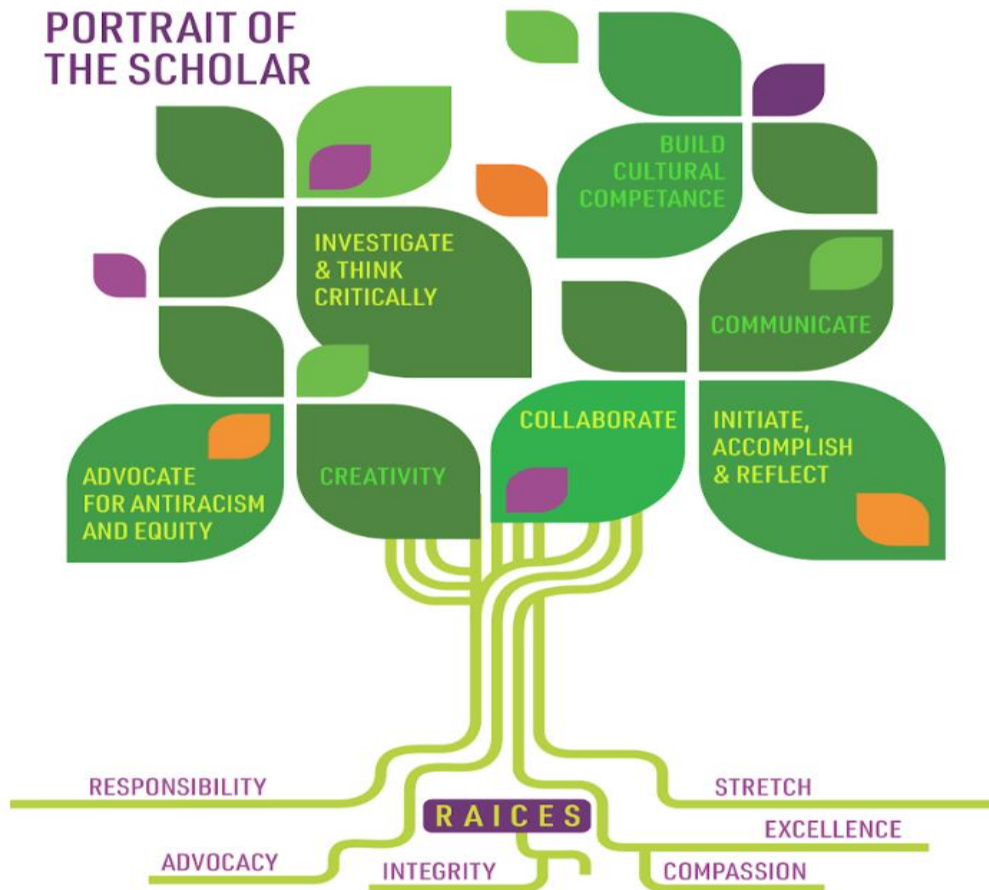 PORTRAIT OF
THE SCHOLAR
BUILD
CULTURAL
COMPETANCE
INVESTIGATE
& THINK
CRITICALLY
COMMUNICATE
ADVOCATE
FOR ANTIRACISM
AND EQUITY
CREATIVITY
COLLABORATE
INITIATE,
ACCOMPLISH
& REFLECT
RESPONSIBILITY
STRETCH
RAICES
EXCELLENCE
ADVOCACY
INTEGRITY
COMPASSION